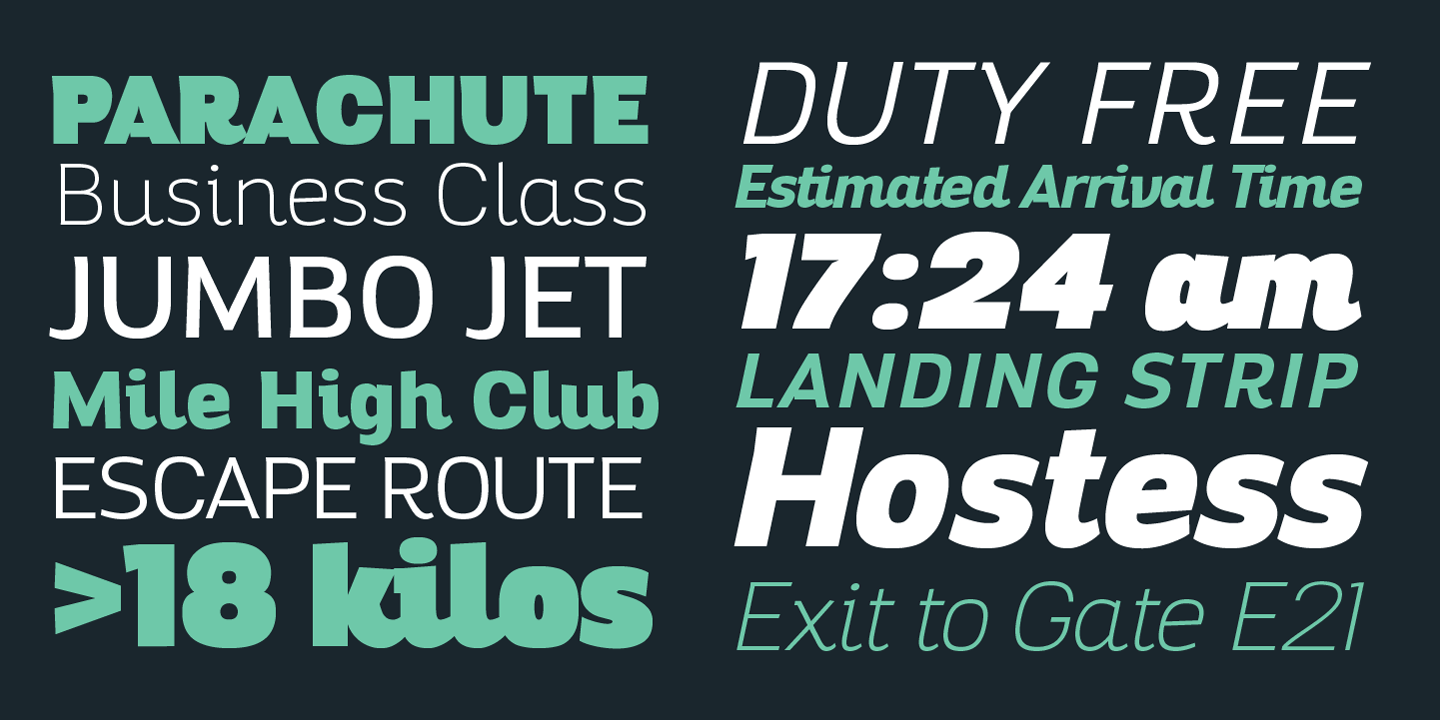 PARACHUTE
Business Class
JUMBO JET
Mile High Club
ESCAPE ROUTE
>18 kilos
DUTY FREE
Estimated Arrival Time
17:24 am
LANDING STRIP
Hostess
Exit to Gate E21